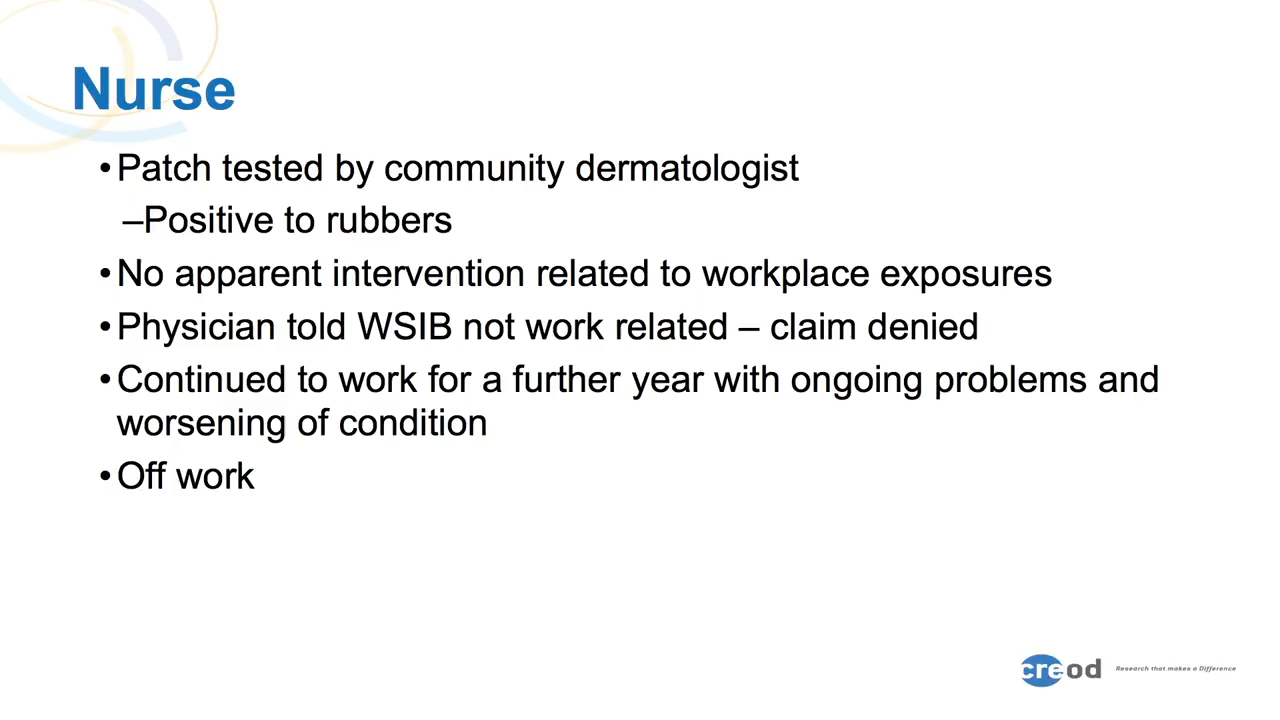 Nurse
•Patch tested by community dermatologist
–Positive to rubbers
•No apparent intervention related to workplace exposures
•Physician told WSIB not work related – claim denied
•Continued to work for a further year with ongoing problems and
worsening of condition
•Off work
creod Research that makes a Difference